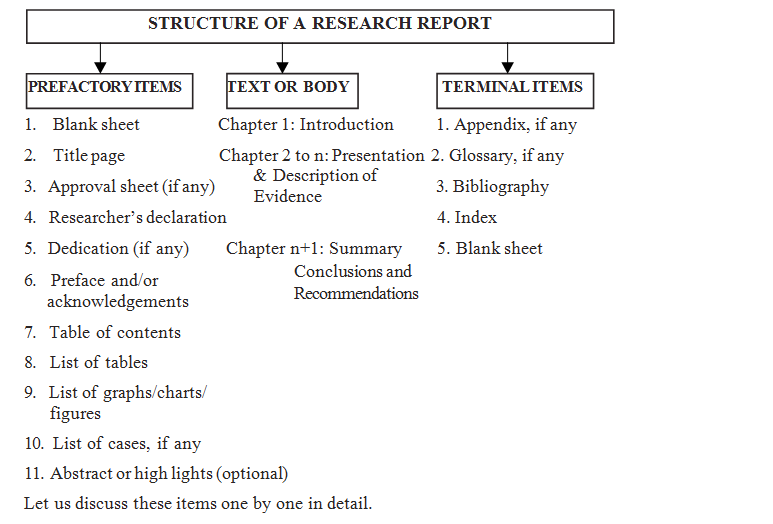 STRUCTURE OF A RESEARCH REPORT
PREFACTORY ITEMS
1. Blank sheet
2. Title page
3. Approval sheet (if any)
4. Researcher's declaration
5. Dedication (if any)
6. Preface and/or
acknowledgements
7. Table of contents
8. List of tables
9. List of graphs/charts/
figures
10. List of cases, if any
11. Abstract or high lights (optional)
TEXT OR BODY
Chapter 1: Introduction
Chapter 2 to n: Presentation
& Description of
Evidence
Chapter n+1: Summary
Conclusions and
Recommendations
TERMINAL ITEMS
1. Appendix, if any
2. Glossary, if any
3. Bibliography
4. Index
5. Blank sheet
Let us discuss these items one by one in detail.